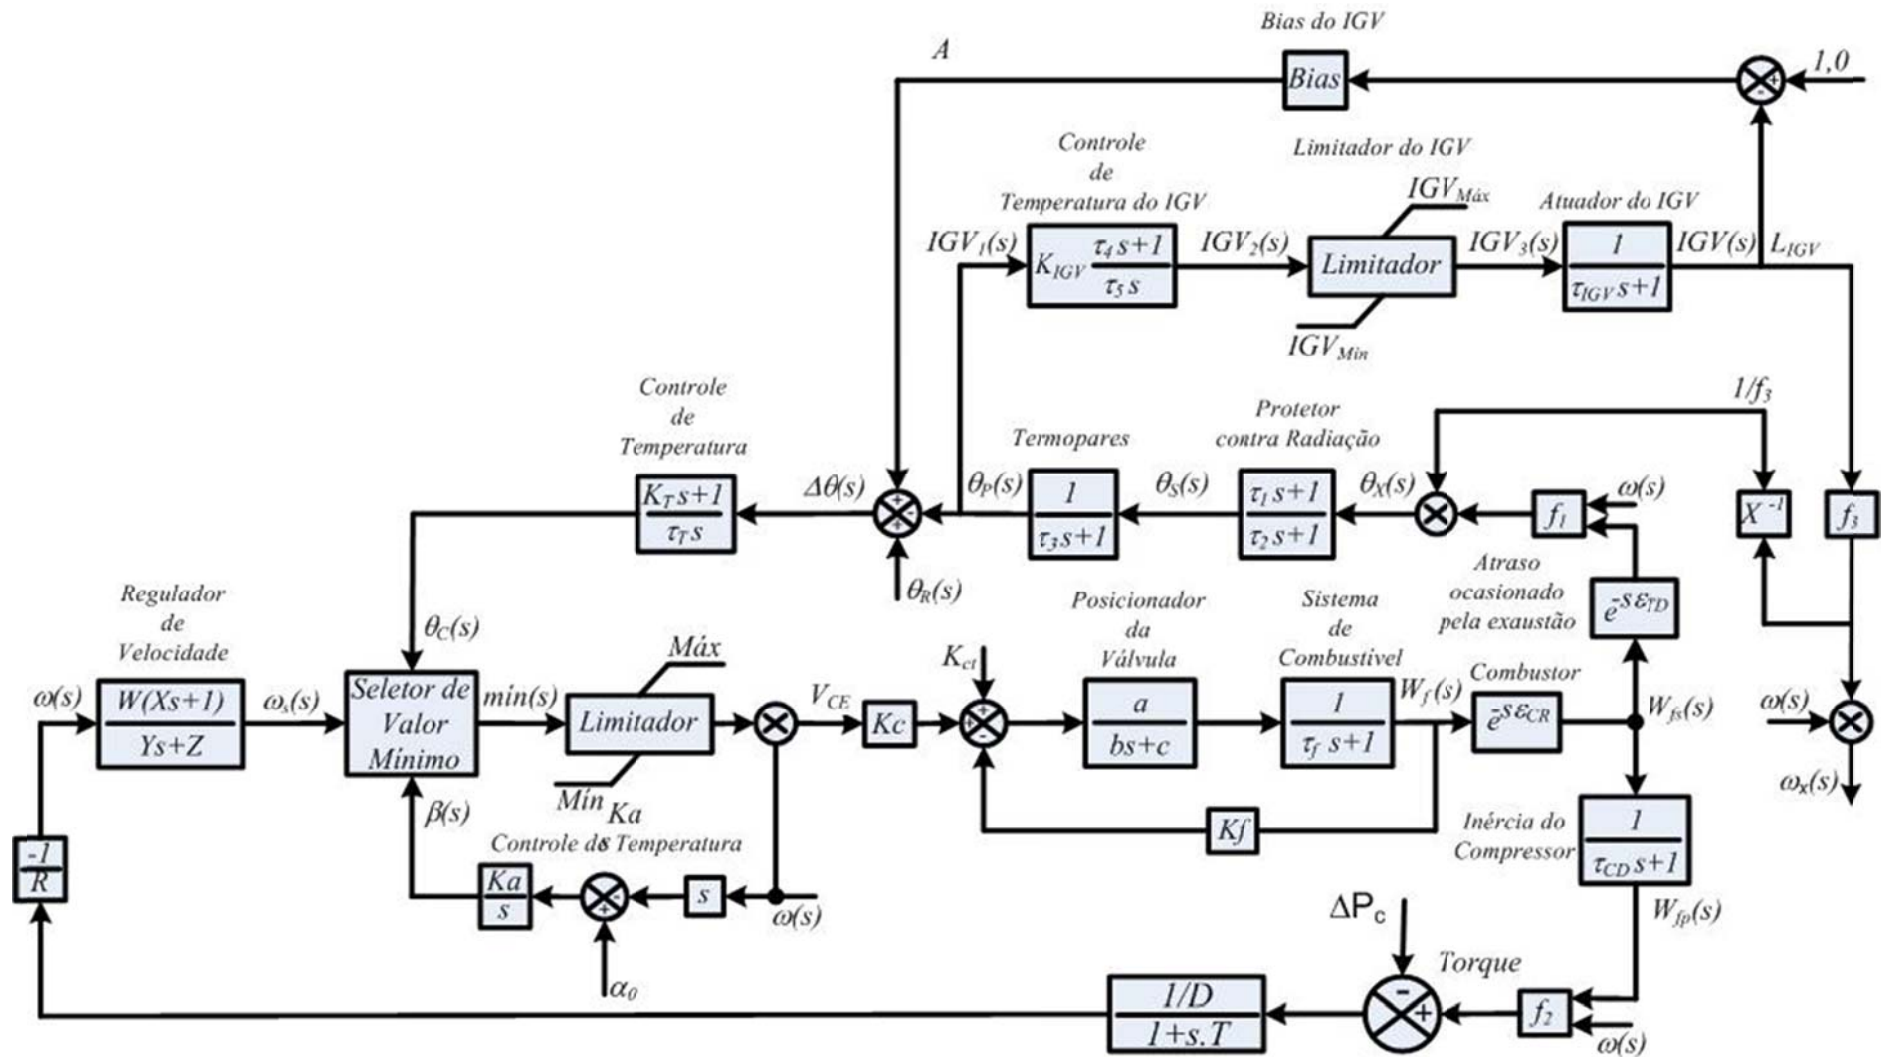 Bias do IGV
A
Bias
+
-
1,0
Controle
de
Temperatura do IGV
Limitador do IGV
IGV_Máx
Atuador do IGV
IGV_1(s)
K_IGV (τ_4 s+1)/(τ_5 s)
IGV_2(s)
Limitador
IGV_3(s)
1/(τ_IGV s+1)
IGV(s)
L_IGV
IGV_Min
Controle
de
Temperatura
1/f_3
Termopares
Protetor
contra Radiação
(K_T s+1)/(τ_T s)
Δθ(s)
+
-
+
θ_P(s)
1/(τ_3 s+1)
θ_S(s)
(τ_1 s+1)/(τ_2 s+1)
θ_X(s)
f_1
ω(s)
X^-1
f_3
θ_R(s)
Atraso
ocasionado
pela exaustão
e^-sε_TD
Regulador
de
Velocidade
θ_C(s)
Máx
K_ct
Posicionador
da
Válvula
Sistema
de
Combustível
Combustor
ω(s)
W(Xs+1)/(Ys+Z)
ω_s(s)
Seletor de
Valor
Mínimo
mín(s)
Limitador
V_CE
Kc
+
+
-
a/(bs+c)
1/(τ_f s+1)
W_f(s)
e^-sε_CR
W_fs(s)
ω(s)
ω_x(s)
Mín
Ka
s
β(s)
Controle de Temperatura
Kf
Inércia do
Compressor
1/(τ_CD s+1)
-1/R
Ka/s
-
+
s
ω(s)
α_0
W_fp(s)
ΔP_c
Torque
(1/D)/(1+s.T)
-
+
f_2
ω(s)